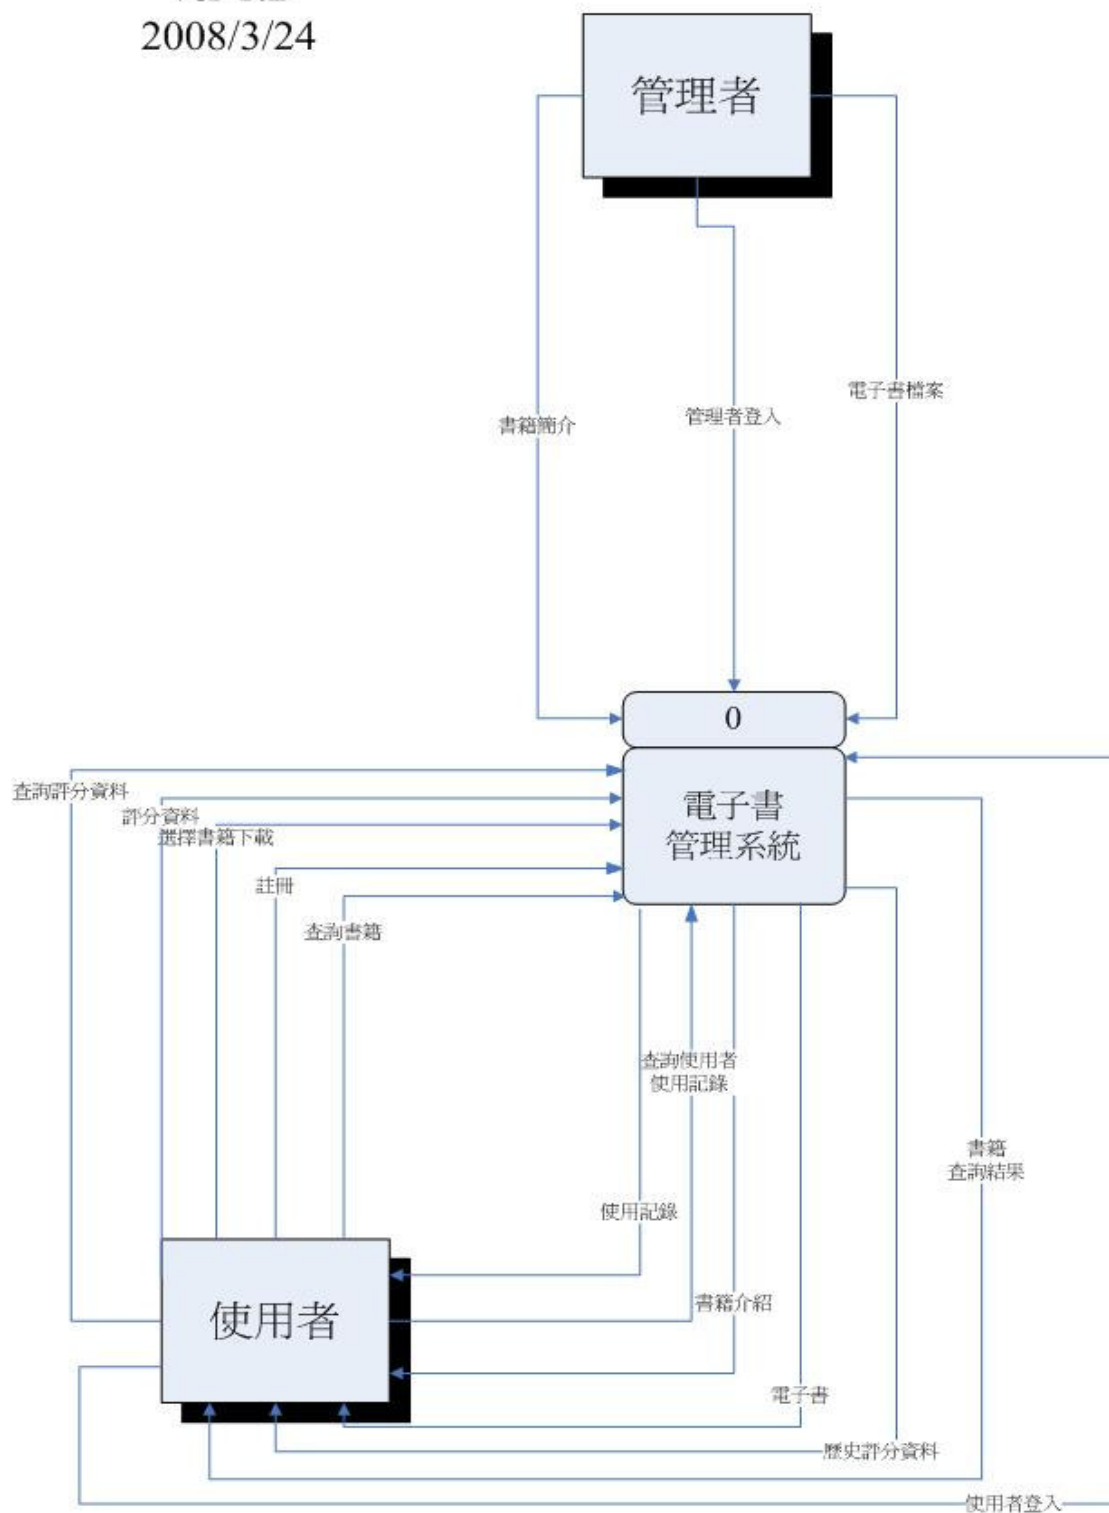 2008/3/24
管理者
電子書檔案
管理者登入
書籍簡介
0
查詢評分資料
電子書
管理系統
評分資料
選擇書籍下載
註冊
查詢書籍
查詢使用者
使用記錄
書籍
查詢結果
使用記錄
書籍介紹
使用者
電子書
歷史評分資料
使用者登入